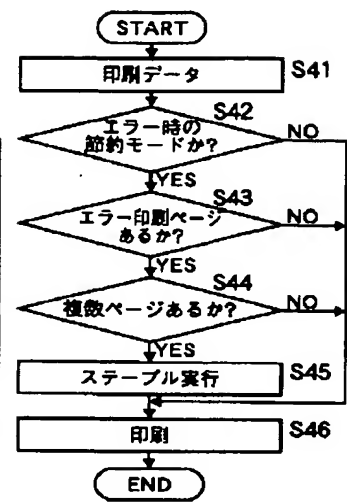 START
印刷データ S41
S42
エラー時の NO
節約モードか?
YES
S43
エラー印刷ページ NO
あるか?
YES
S44
複数ページあるか? NO
YES
ステープル実行 S45
印刷 S46
END